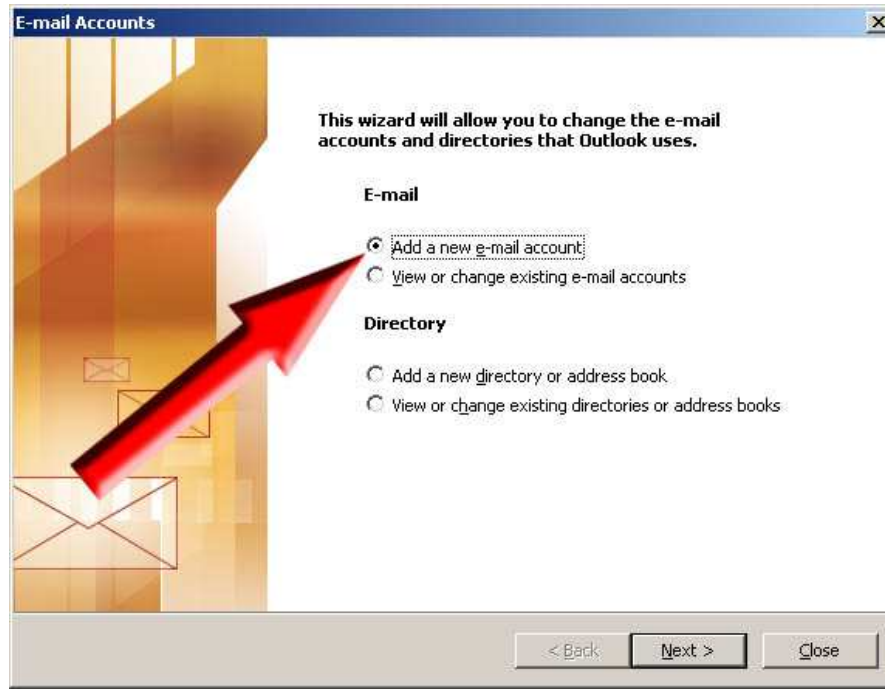 E-mail Accounts
This wizard will allow you to change the e-mail
accounts and directories that Outlook uses.
E-mail
Add a new e-mail account
View or change existing e-mail accounts
Directory
Add a new directory or address book
View or change existing directories or address books
< Back Next > Close